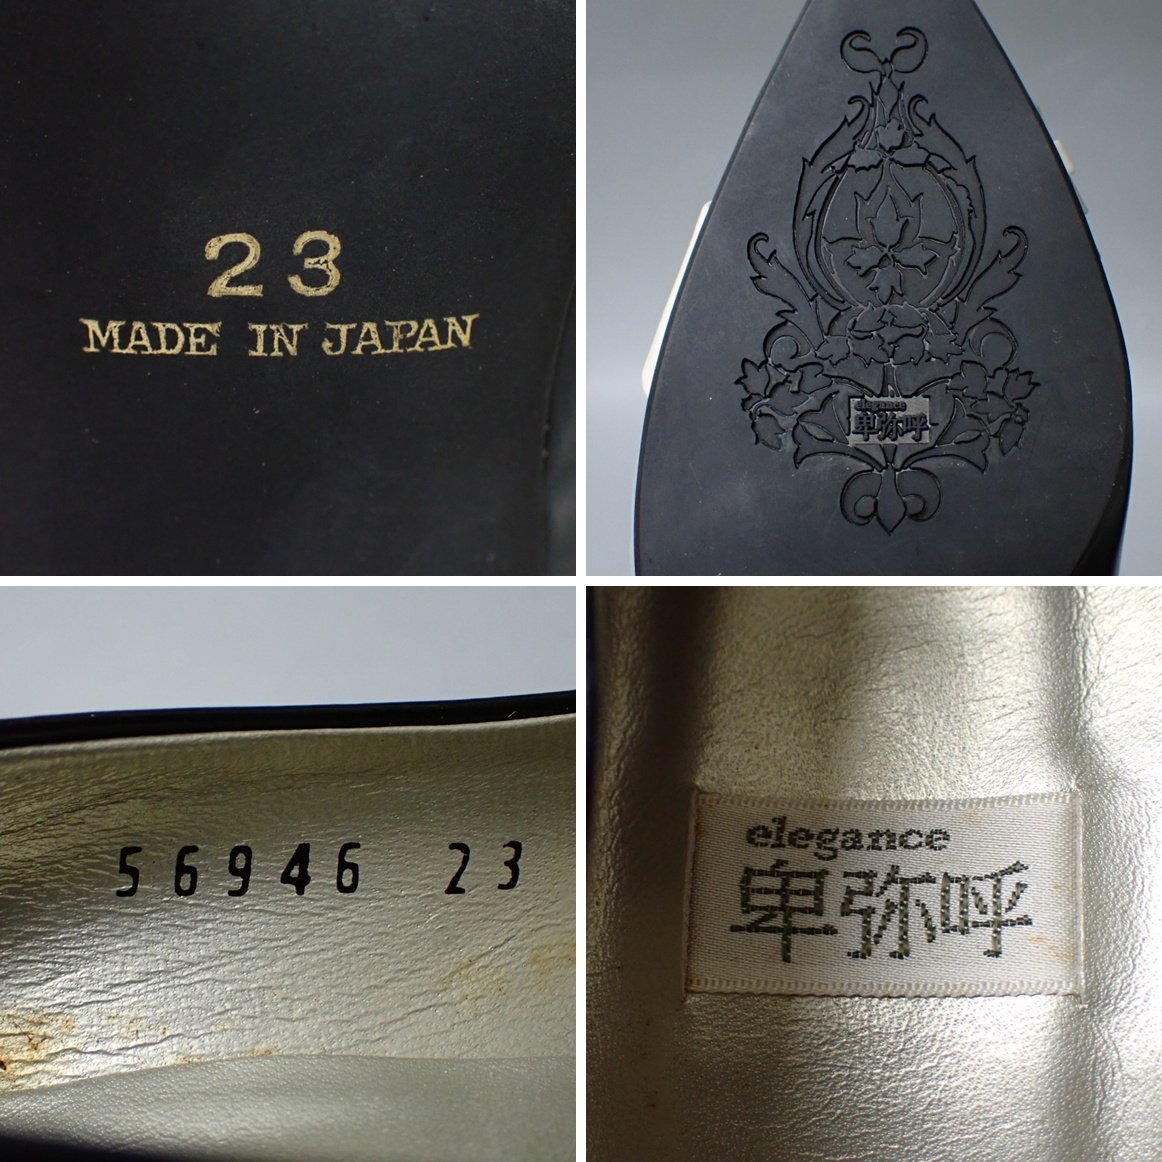 23
MADE IN JAPAN
elegance
卑弥呼
56946 23
elegance
卑弥呼